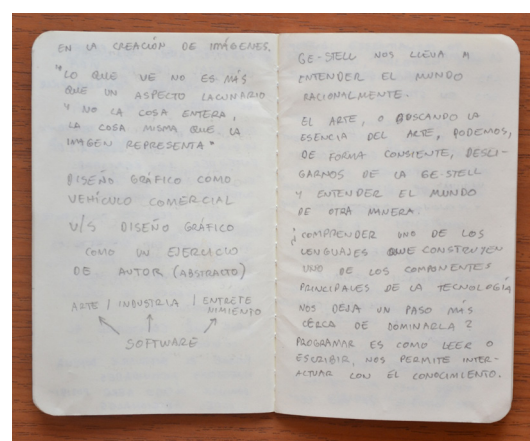 EN LA CREACIÓN DE IMÁGENES.
"LO QUE VE NO ES MÁS
QUE UN ASPECTO LACUNARIO
Y NO LA COSA ENTERA,
LA COSA MISMA QUE LA
IMAGEN REPRESENTA"
DISEÑO GRÁFICO COMO
VEHÍCULO COMERCIAL
V/S DISEÑO GRÁFICO
COMO UN EJERCICIO
DE AUTOR (ABSTRACTO)
ARTE / INDUSTRIA / ENTRETE
NIMIENTO
SOFTWARE
GE-STELL NOS LLEVA A
ENTENDER EL MUNDO
RACIONALMENTE.
EL ARTE, O BUSCANDO LA
ESENCIA DEL ARTE, PODEMOS,
DE FORMA CONSIENTE, DESLI-
GARNOS DE LA GE-STELL
Y ENTENDER EL MUNDO
DE OTRA MANERA.
¿COMPRENDER UNO DE LOS
LENGUAJES QUE CONSTRUYEN
UNO DE LOS COMPONENTES
PRINCIPALES DE LA TECNOLOGÍA
NOS DEJA UN PASO MÁS
CERCA DE DOMINARLA?
PROGRAMAR ES COMO LEER O
ESCRIBIR, NOS PERMITE INTER-
ACTUAR CON EL CONOCIMIENTO.